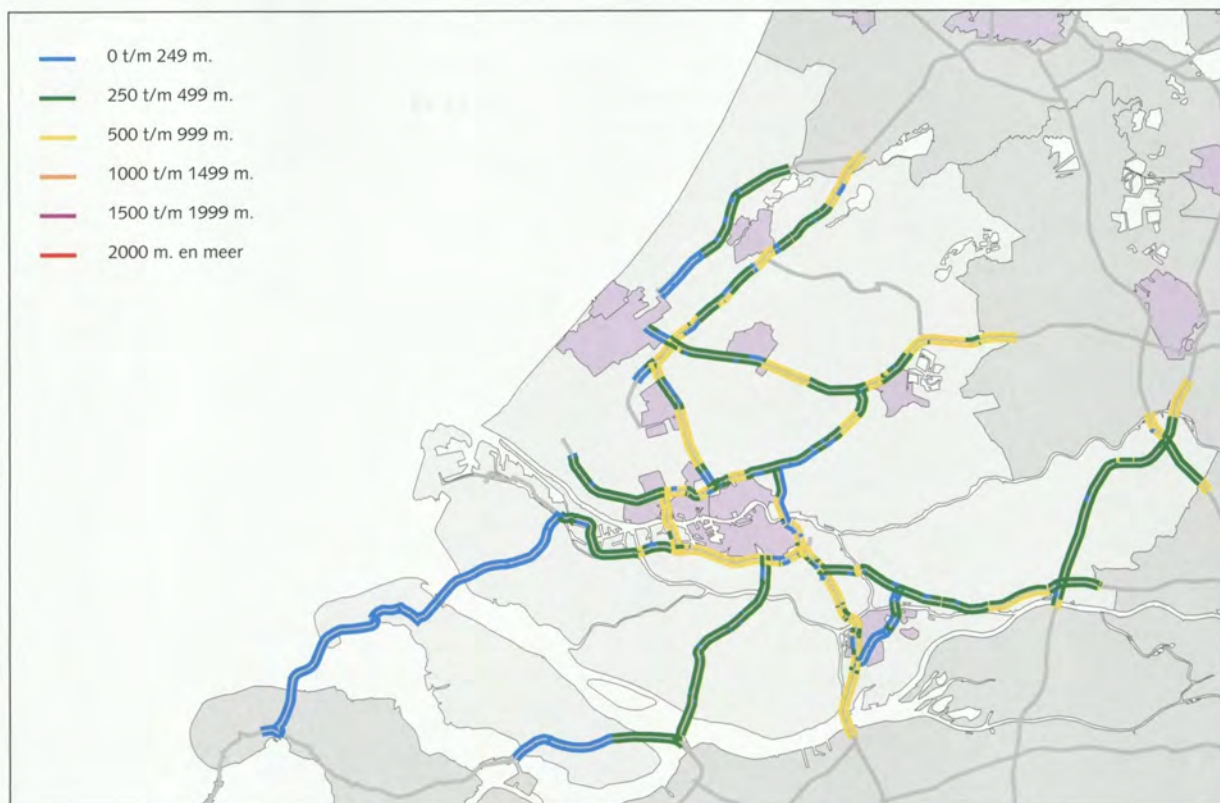 0 t/m 249 m.
250 t/m 499 m.
500 t/m 999 m.
1000 t/m 1499 m.
1500 t/m 1999 m.
2000 m. en meer